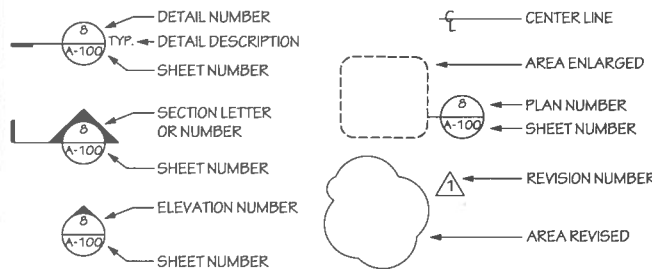 8
A-100
TYP.
DETAIL NUMBER
DETAIL DESCRIPTION
SHEET NUMBER
8
A-100
SECTION LETTER
OR NUMBER
SHEET NUMBER
8
A-100
ELEVATION NUMBER
SHEET NUMBER
CL
CENTER LINE
AREA ENLARGED
8
A-100
PLAN NUMBER
SHEET NUMBER
1
REVISION NUMBER
AREA REVISED